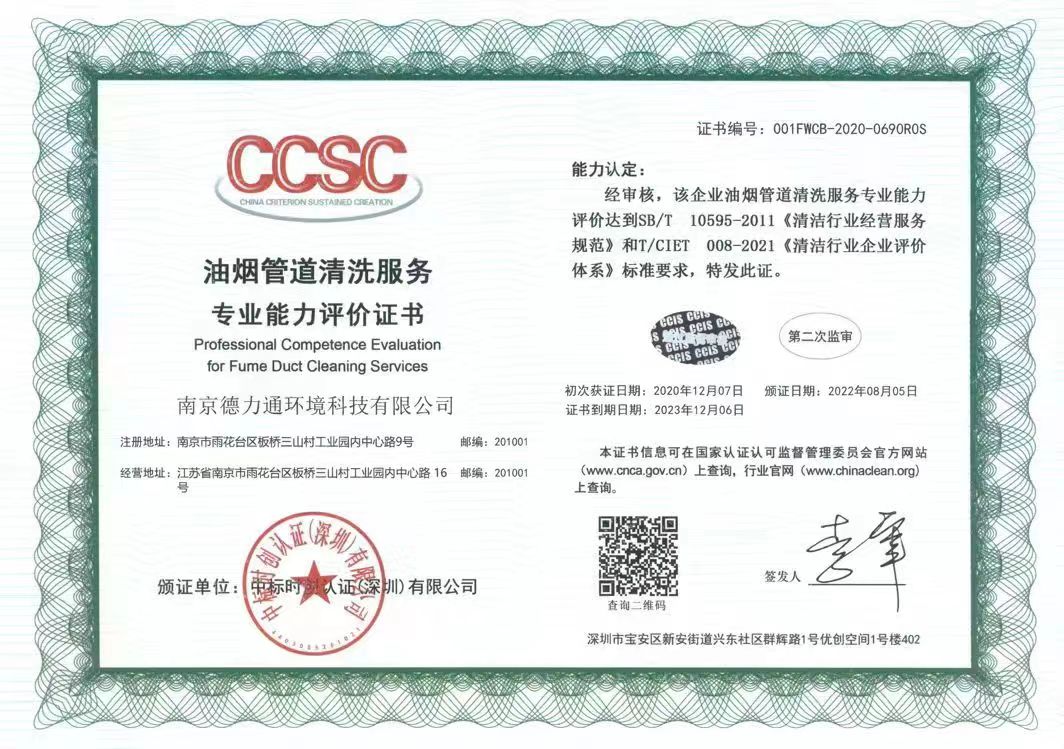 CCSC
CHINA CRITERION SUSTAINED CREATION
油烟管道清洗服务
专业能力评价证书
Professional Competence Evaluation
for Fume Duct Cleaning Services
南京德力通环境科技有限公司
注册地址：南京市雨花台区板桥三山村工业园内中心路9号 邮编：201001
经营地址：江苏省南京市雨花台区板桥三山村工业园内中心路 16 邮编：201001
号
颁证单位：中标时创认证(深圳)有限公司
中标时创认证(深圳)有限公司
证书编号：001FWCB-2020-0690R0S
能力认定：
经审核，该企业油烟管道清洗服务专业能力
评价达到SB/T 10595-2011《清洁行业经营服务
规范》和T/CIET 008-2021《清洁行业企业评价
体系》标准要求，特发此证。
CCIS CCIS CCIS
第二次监审
初次获证日期：2020年12月07日 颁证日期：2022年08月05日
证书到期日期：2023年12月06日
本证书信息可在国家认证认可监督管理委员会官方网站
（www.cnca.gov.cn）上查询，行业官网（www.chinaclean.org）
上查询。
查询二维码
签发人
深圳市宝安区新安街道兴东社区群辉路1号优创空间1号楼402